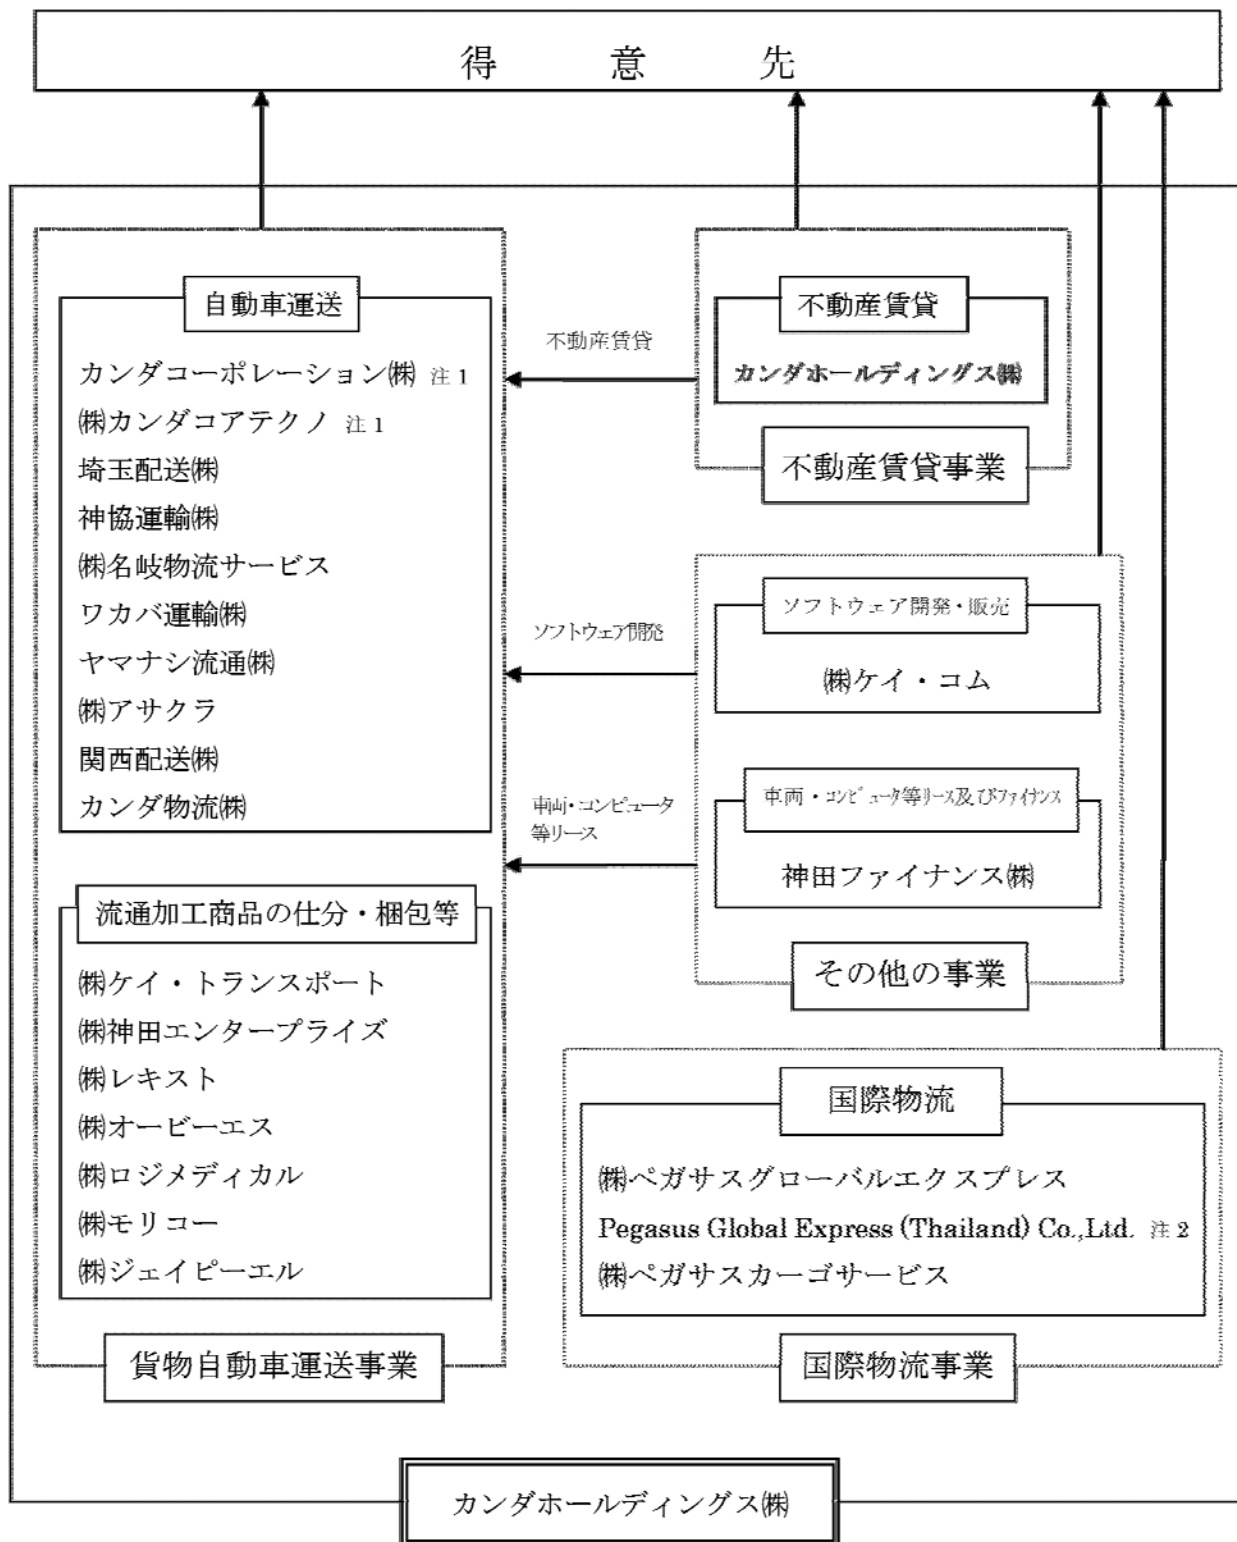 得意先
自動車運送
カンダコーポレーション㈱ 注1
㈱カンダコアテクノ 注1
埼玉配送㈱
神協運輸㈱
㈱名岐物流サービス
ワカバ運輸㈱
ヤマナシ流通㈱
㈱アサクラ
関西配送㈱
カンダ物流㈱
流通加工商品の仕分・梱包等
㈱ケイ・トランスポート
㈱神田エンタープライズ
㈱レキスト
㈱オービーエス
㈱ロジメディカル
㈱モリコー
㈱ジェイピーエル
貨物自動車運送事業
不動産賃貸
ソフトウェア開発
車両・コンピュータ
等リース
不動産賃貸
カンダホールディングス㈱
不動産賃貸事業
ソフトウェア開発・販売
㈱ケイ・コム
車両・コンピュータ等リース及びファイナンス
神田ファイナンス㈱
その他の事業
国際物流
㈱ペガサスグローバルエクスプレス
Pegasus Global Express (Thailand) Co.,Ltd. 注2
㈱ペガサスカーゴサービス
国際物流事業
カンダホールディングス㈱